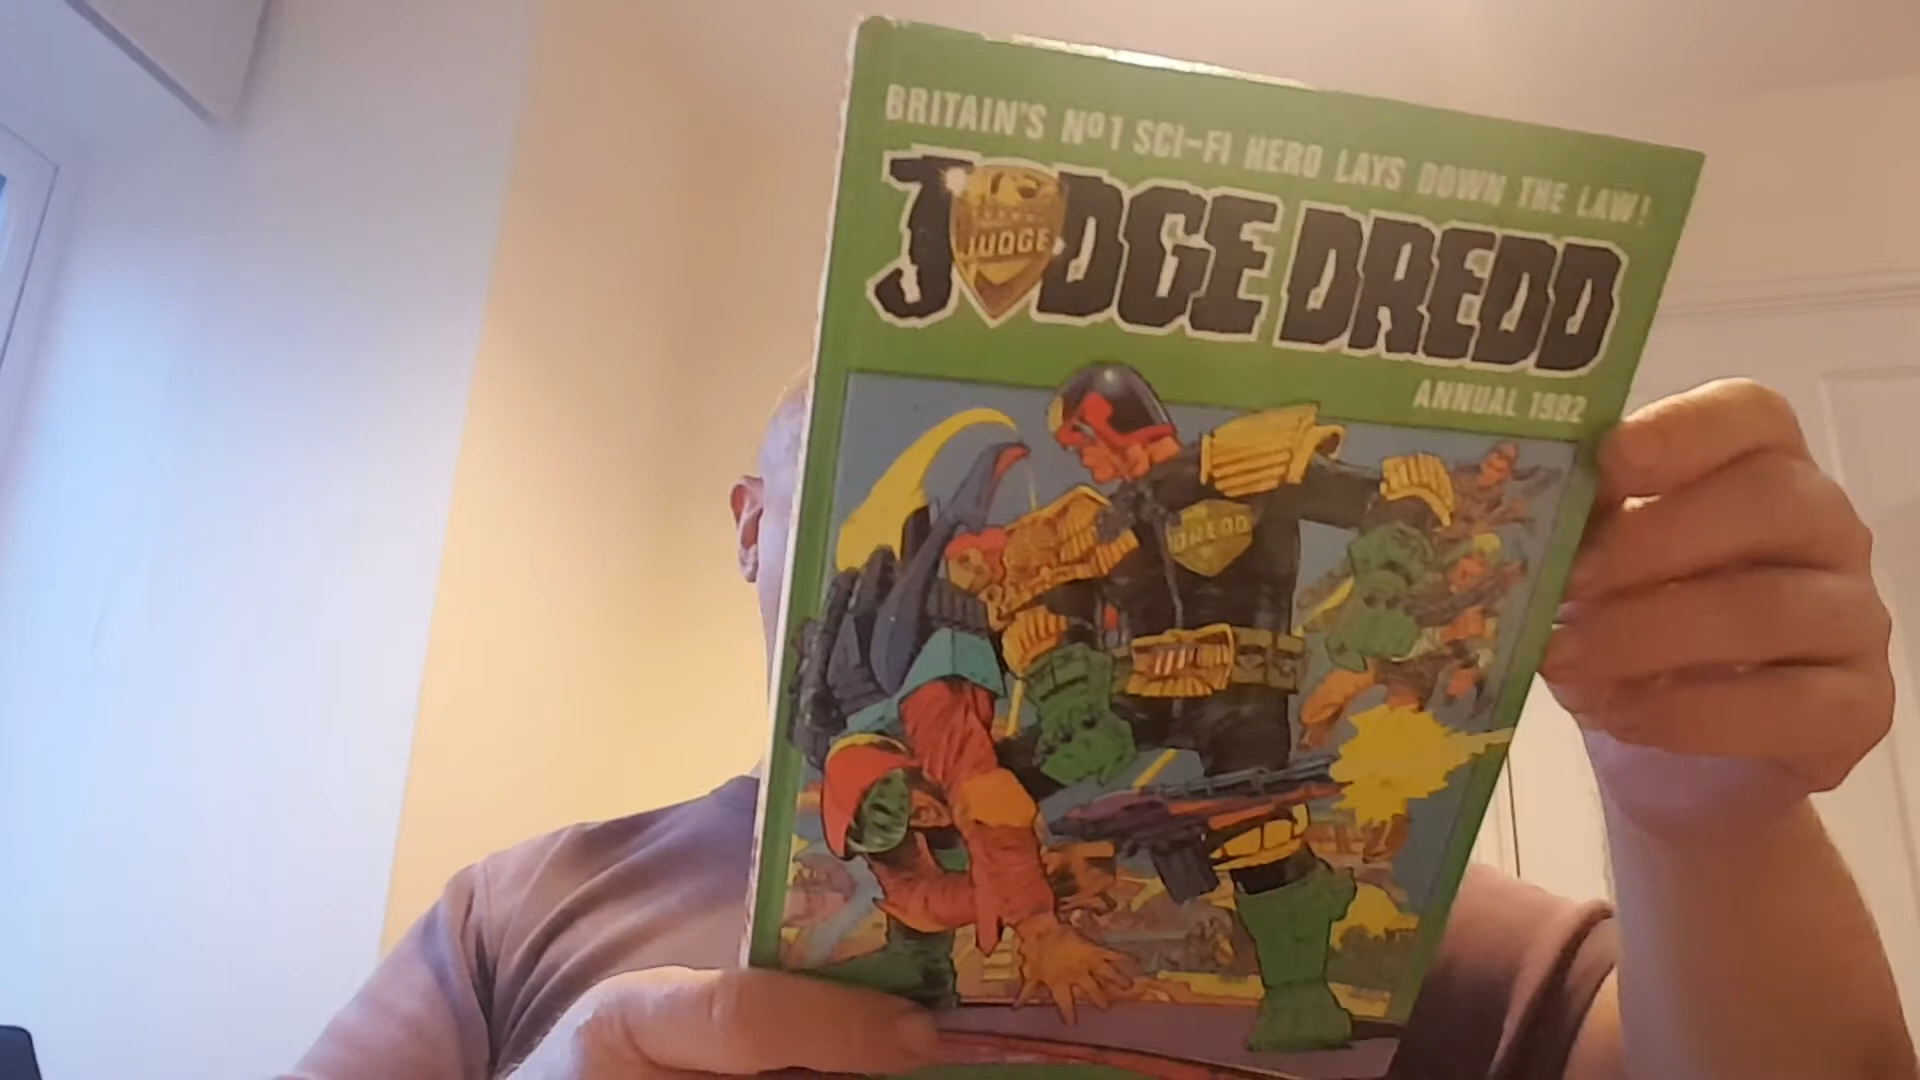 BRITAIN'S Nº1 SCI-FI HERO LAYS DOWN THE LAW!
JUDGE DREDD
JUDGE
ANNUAL 1982
DREDD